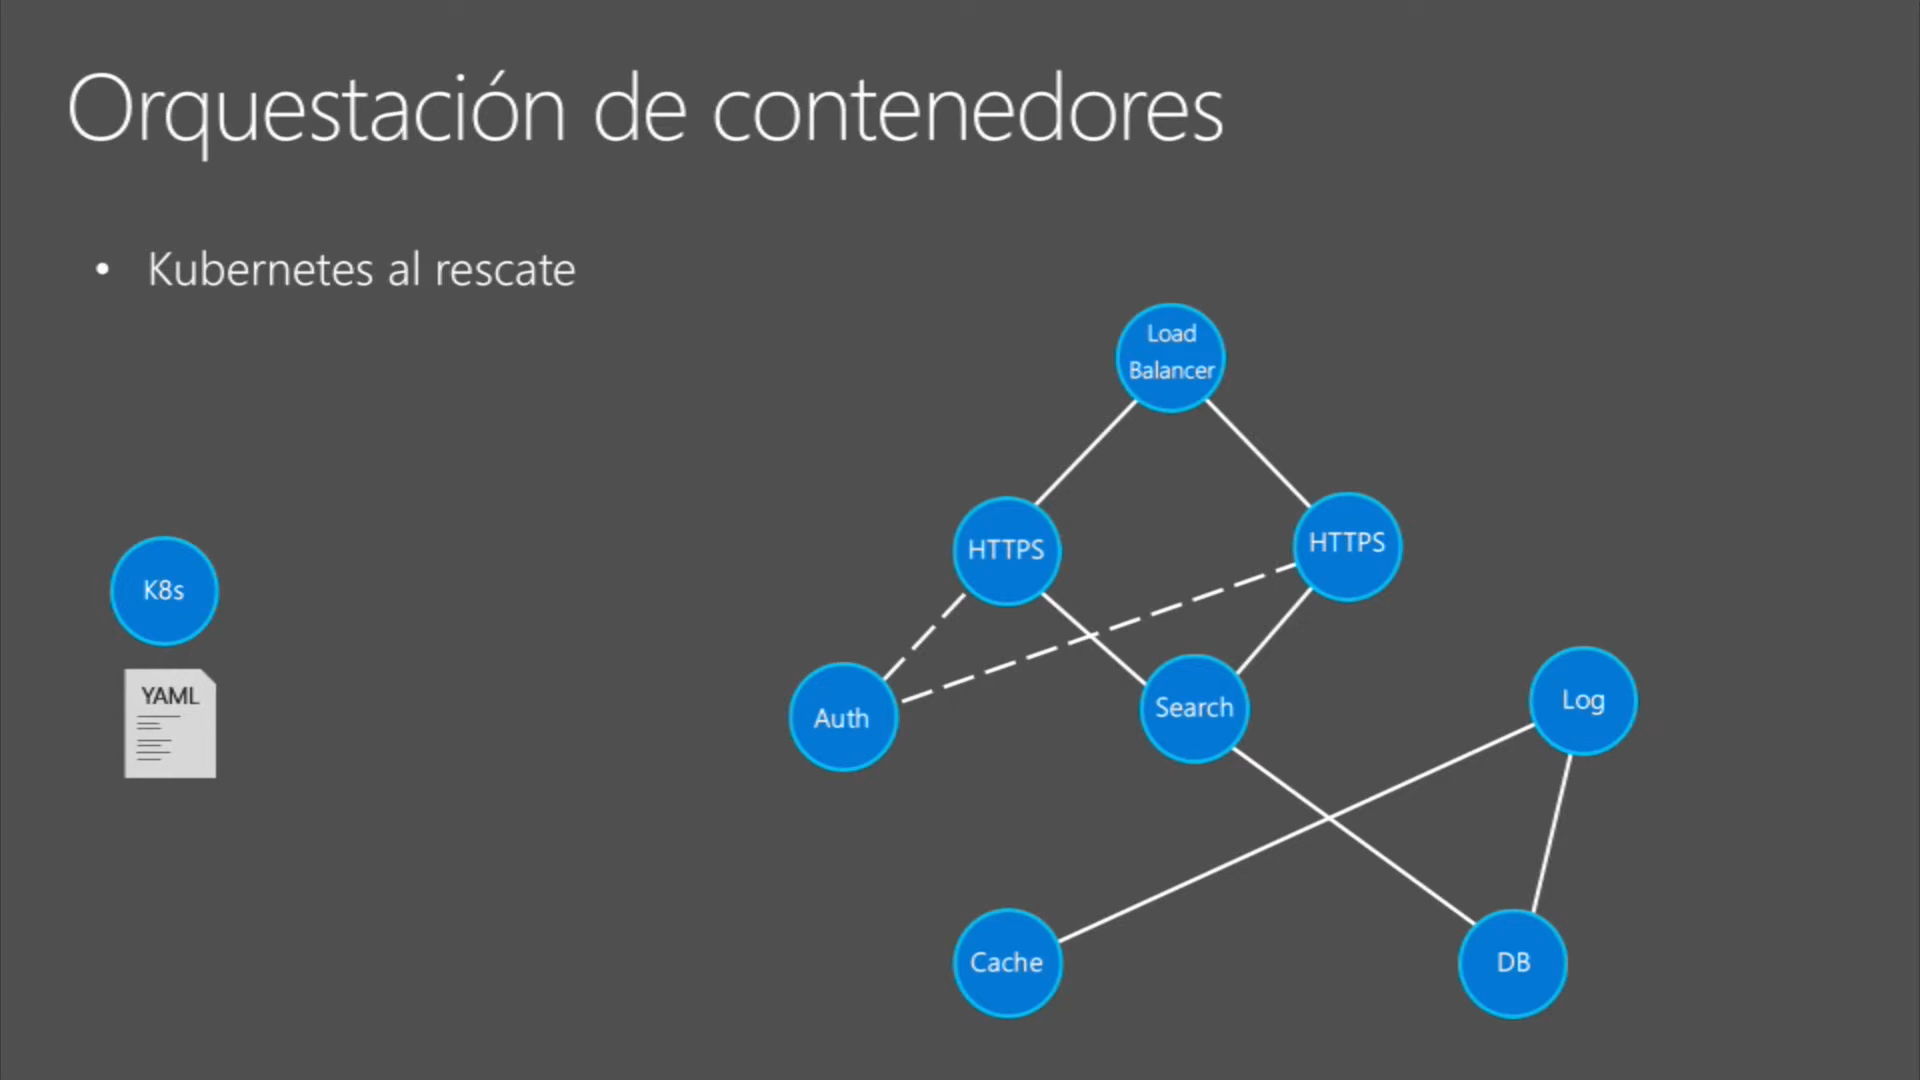 Orquestación de contenedores
• Kubernetes al rescate
Load
Balancer
HTTPS
HTTPS
K8s
YAML
Auth
Search
Log
Cache
DB